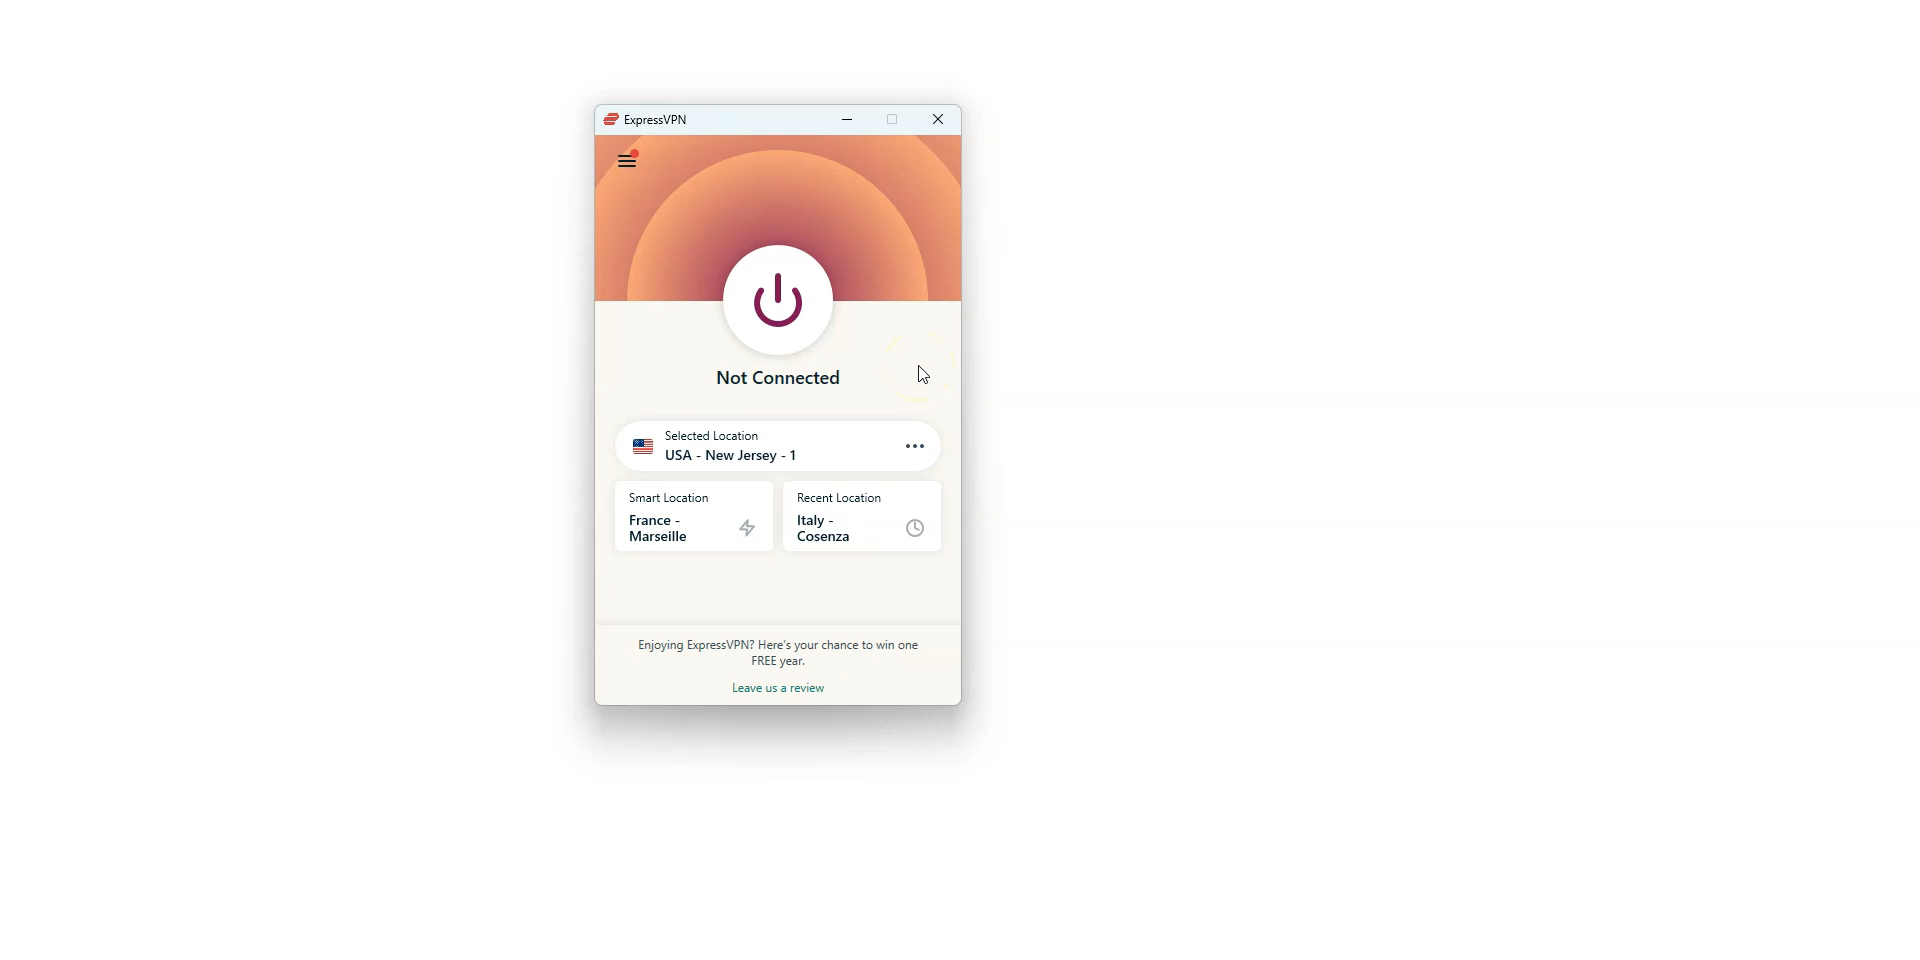 ExpressVPN
Not Connected
Selected Location
USA - New Jersey - 1
Smart Location
France -
Marseille
Recent Location
Italy -
Cosenza
Enjoying ExpressVPN? Here's your chance to win one
FREE year.
Leave us a review